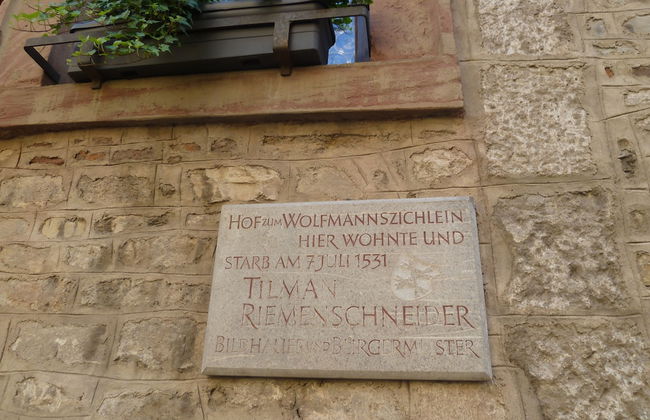 HOF ZUM WOLFMANNSZICHLEIN
HIER WOHNTE UND
STARB AM 7 JULI 1531
TILMAN
RIEMENSCHNEIDER
BILDHAUER UND BÜRGERMEISTER